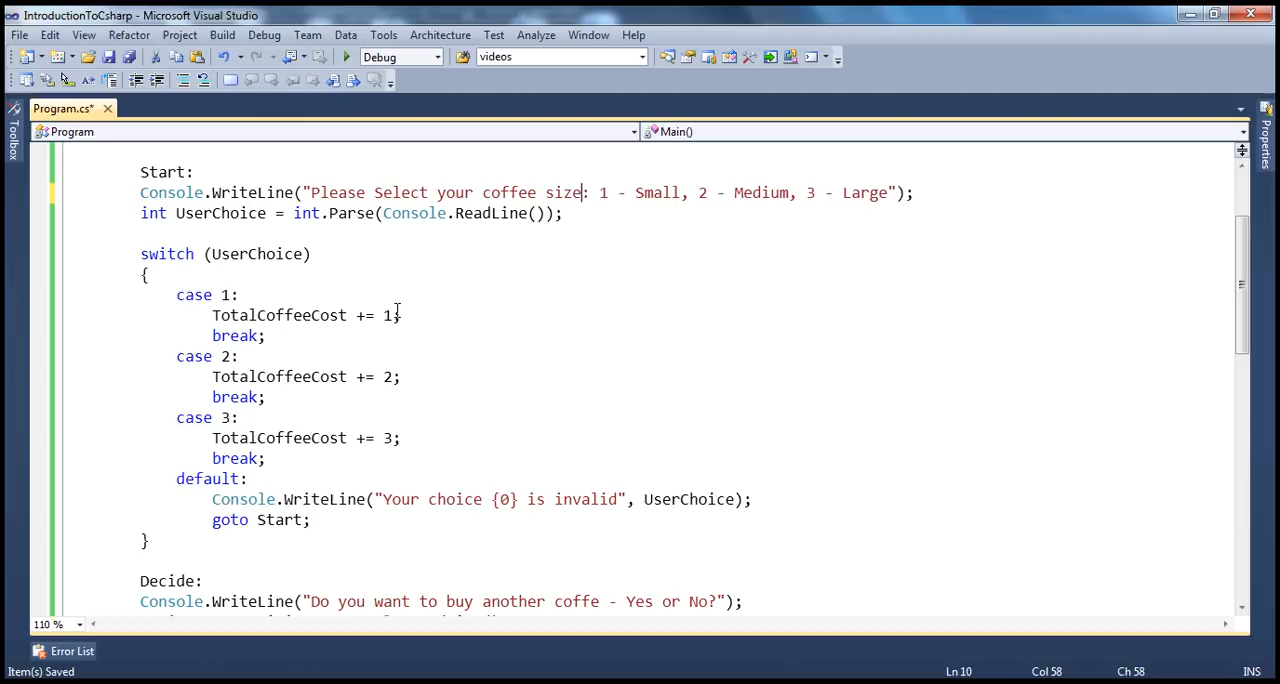 IntroductionToCsharp - Microsoft Visual Studio
File Edit View Refactor Project Build Debug Team Data Tools Architecture Test Analyze Window Help
Debug videos
Program.cs*
Program Main()
Toolbox
Properties
Start:
Console.WriteLine("Please Select your coffee size: 1 - Small, 2 - Medium, 3 - Large");
int UserChoice = int.Parse(Console.ReadLine());
switch (UserChoice)
{
case 1:
TotalCoffeeCost += 1;
break;
case 2:
TotalCoffeeCost += 2;
break;
case 3:
TotalCoffeeCost += 3;
break;
default:
Console.WriteLine("Your choice {0} is invalid", UserChoice);
goto Start;
}
Decide:
Console.WriteLine("Do you want to buy another coffe - Yes or No?");
110 %
Error List
Item(s) Saved Ln 10 Col 58 Ch 58 INS